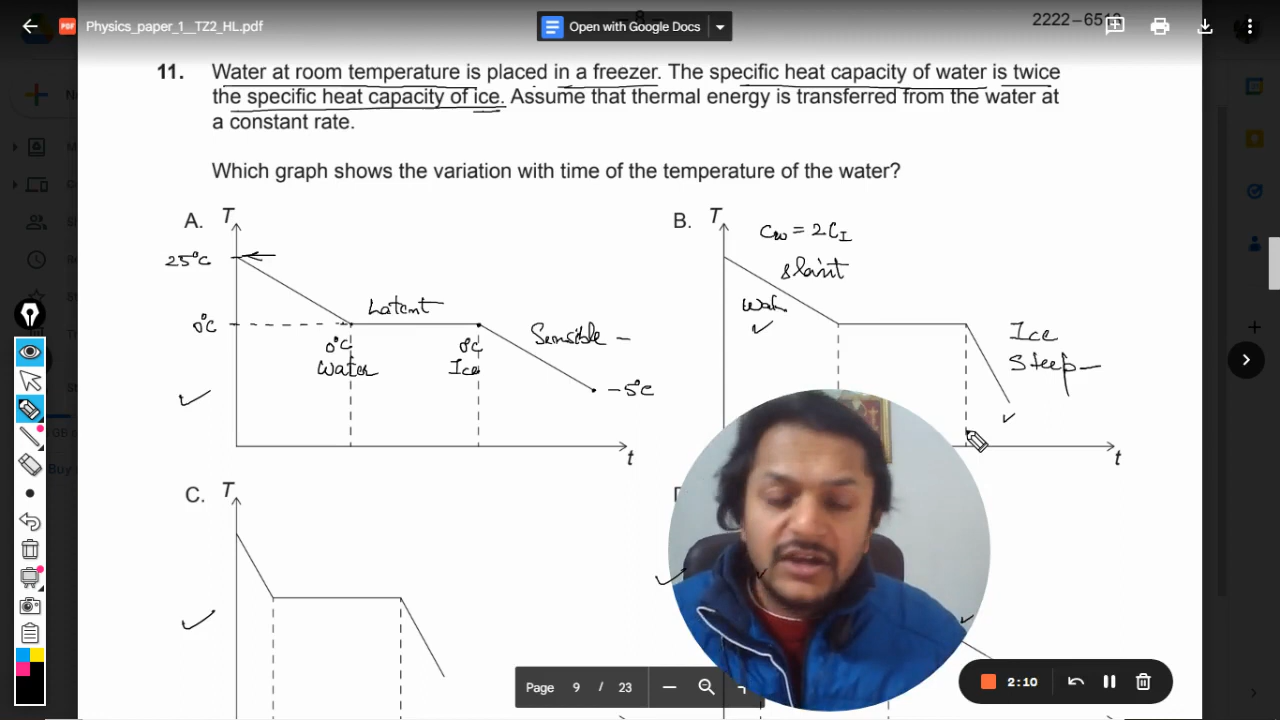 Physics_paper_1__TZ2_HL.pdf
Open with Google Docs
– 8 –
11. Water at room temperature is placed in a freezer. The specific heat capacity of water is twice
the specific heat capacity of ice. Assume that thermal energy is transferred from the water at
a constant rate.
Which graph shows the variation with time of the temperature of the water?
A. T
25°C
0°C
Latent
0°C
Water
0°C
Ice
Sensible –
– 5°C
t
B. T
Cw = 2CI
slant
Ice
Steep –
t
C. T
Page 9 / 23
2:10